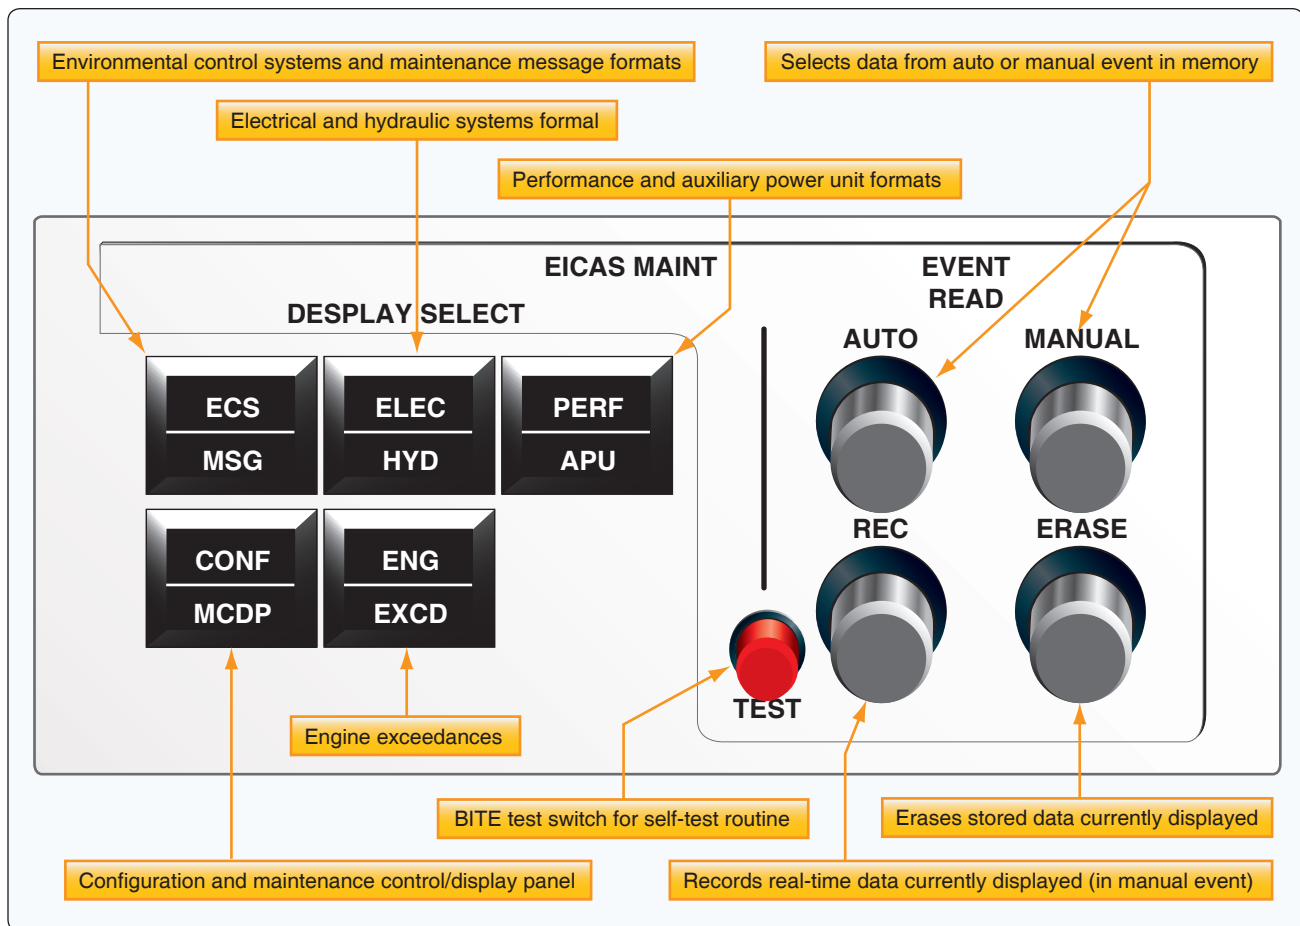 Environmental control systems and maintenance message formats
Selects data from auto or manual event in memory
Electrical and hydraulic systems formal
Performance and auxiliary power unit formats
EICAS MAINT
EVENT
READ
DESPLAY SELECT
AUTO
MANUAL
ECS
MSG
ELEC
HYD
PERF
APU
REC
ERASE
CONF
MCDP
ENG
EXCD
TEST
Engine exceedances
BITE test switch for self-test routine
Erases stored data currently displayed
Configuration and maintenance control/display panel
Records real-time data currently displayed (in manual event)